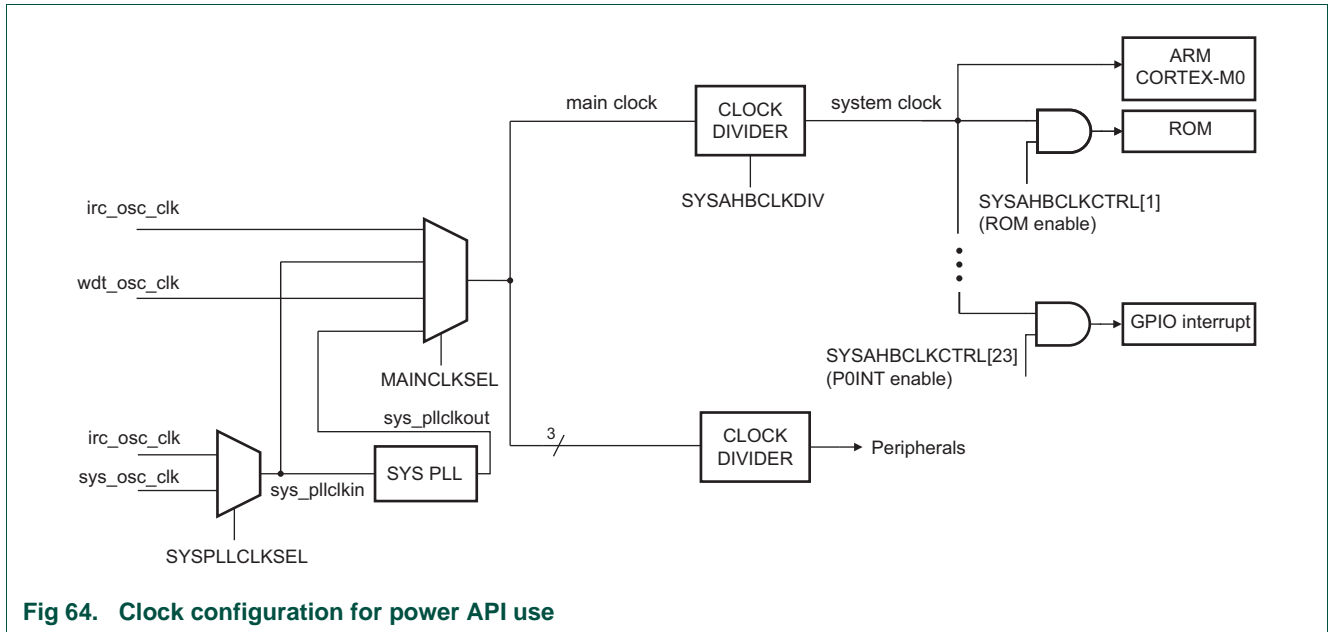 ARM
CORTEX-M0
main clock
CLOCK
DIVIDER
system clock
ROM
SYSAHBCLKDIV
SYSAHBCLKCTRL[1]
(ROM enable)
irc_osc_clk
wdt_osc_clk
GPIO interrupt
SYSAHBCLKCTRL[23]
(P0INT enable)
MAINCLKSEL
sys_pllclkout
irc_osc_clk
3
CLOCK
DIVIDER
Peripherals
sys_osc_clk
SYS PLL
sys_pllclkin
SYSPLLCLKSEL
Fig 64. Clock configuration for power API use